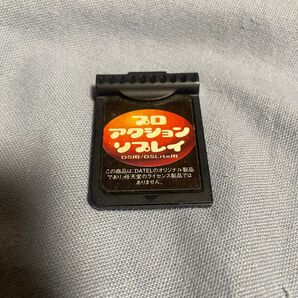 プロ
アクション
リプレイ
DS用/DSLite用
この商品は、DATELのオリジナル製品
であり、任天堂のライセンス製品では
ありません。